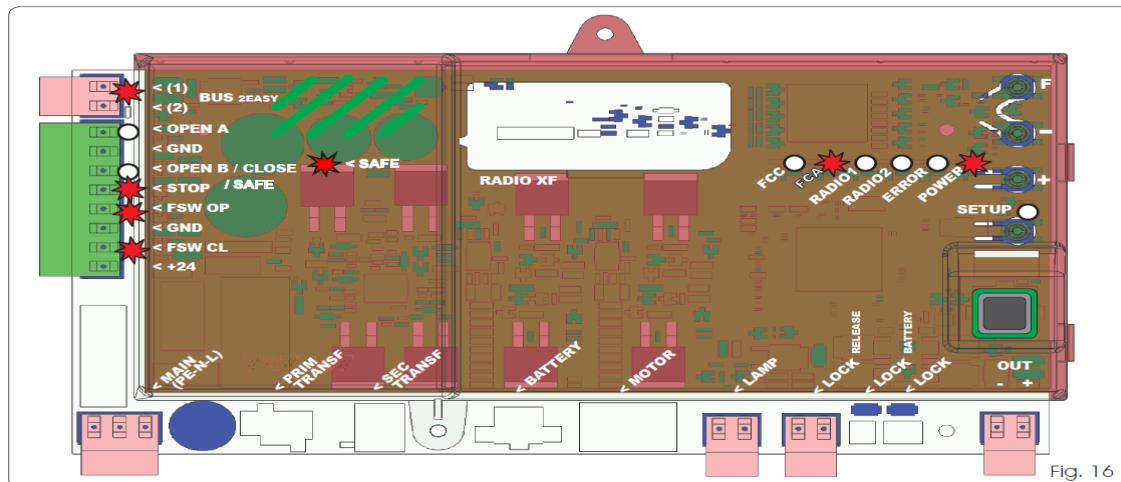 < (1)
BUS 2EASY
< (2)
< OPEN A
< GND
< OPEN B / CLOSE
/ SAFE
< STOP
< FSW OP
< GND
< FSW CL
< +24
< SAFE
RADIO XF
FCC
FCA
RADIO1
RADIO2
ERROR
POWER
F
-
+
SETUP
< MAIN
(PE-N-L)
< PRIM
TRANSF
< SEC
TRANSF
< BATTERY
< MOTOR
< LAMP
< LOCK RELEASE
< LOCK BATTERY
< LOCK
OUT
- +
Fig. 16